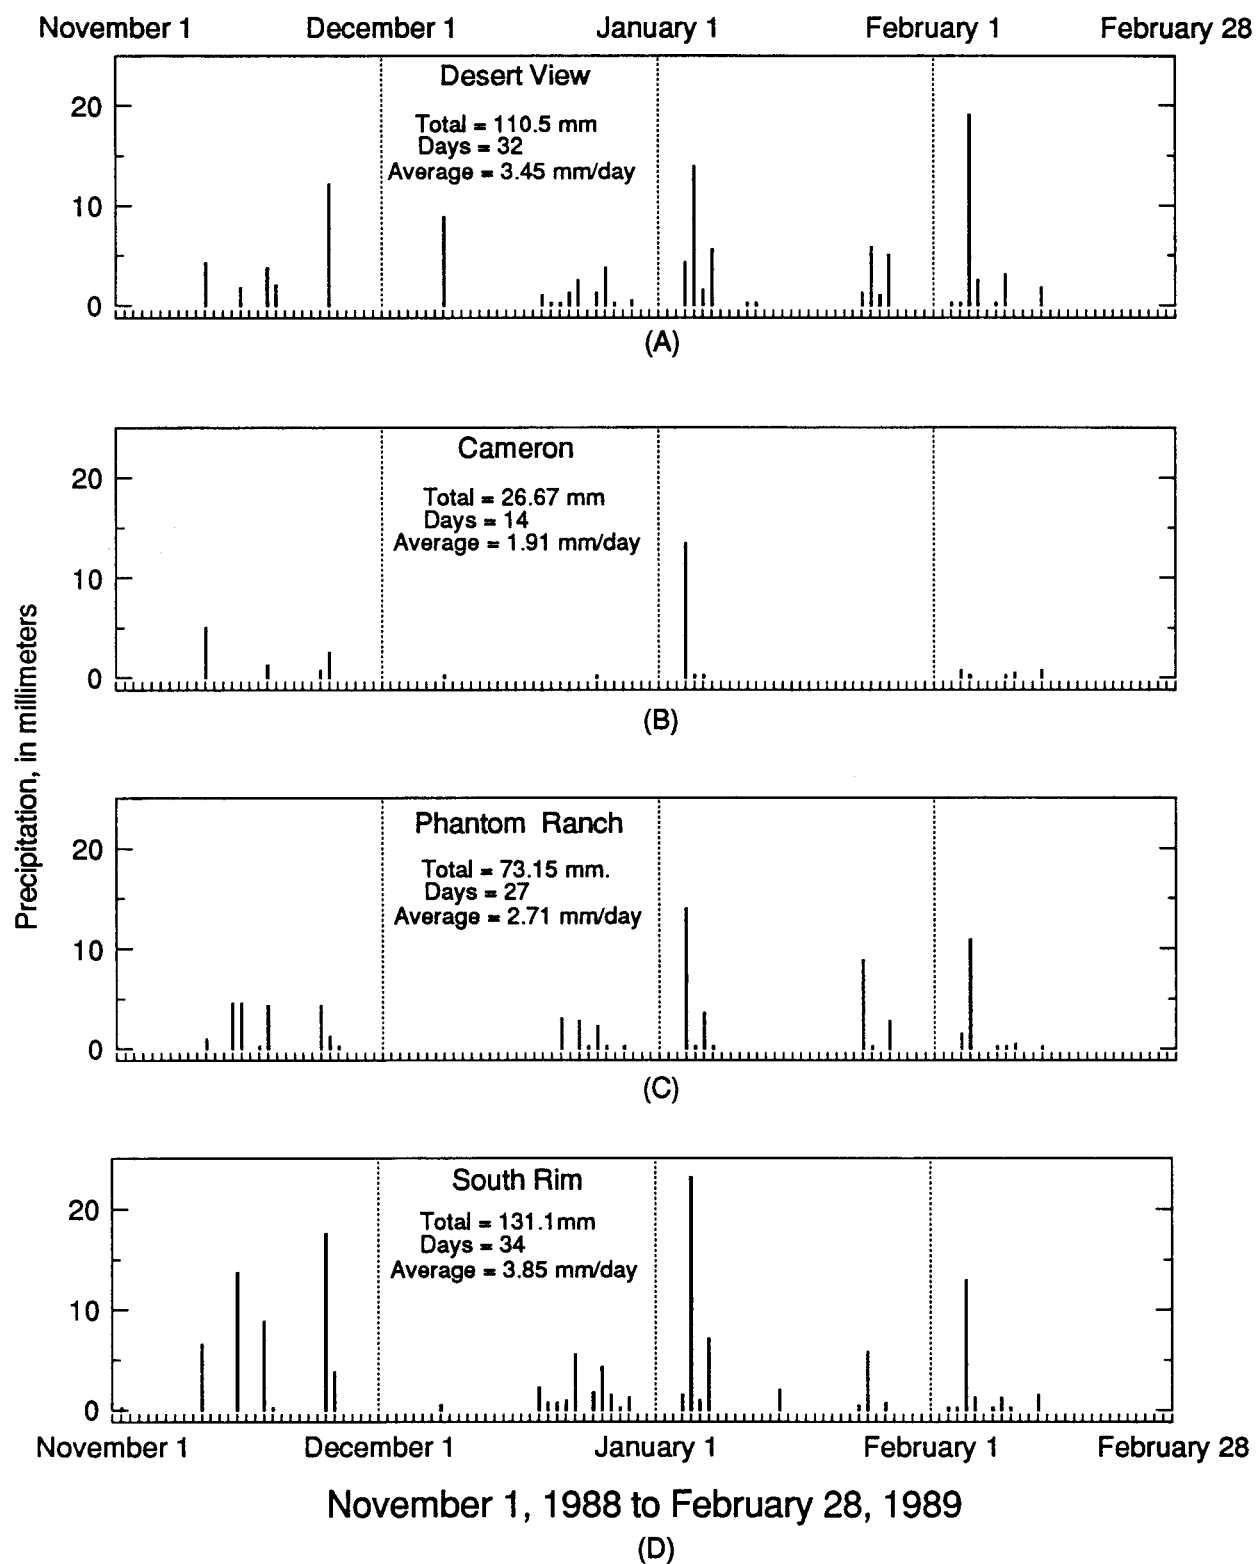 November 1 December 1 January 1 February 1 February 28
Desert View
Total = 110.5 mm
Days = 32
Average = 3.45 mm/day
20
10
0
(A)
Cameron
Total = 26.67 mm
Days = 14
Average = 1.91 mm/day
20
10
0
(B)
Precipitation, in millimeters
Phantom Ranch
Total = 73.15 mm.
Days = 27
Average = 2.71 mm/day
20
10
0
(C)
South Rim
Total = 131.1mm
Days = 34
Average = 3.85 mm/day
20
10
0
November 1 December 1 January 1 February 1 February 28
November 1, 1988 to February 28, 1989
(D)